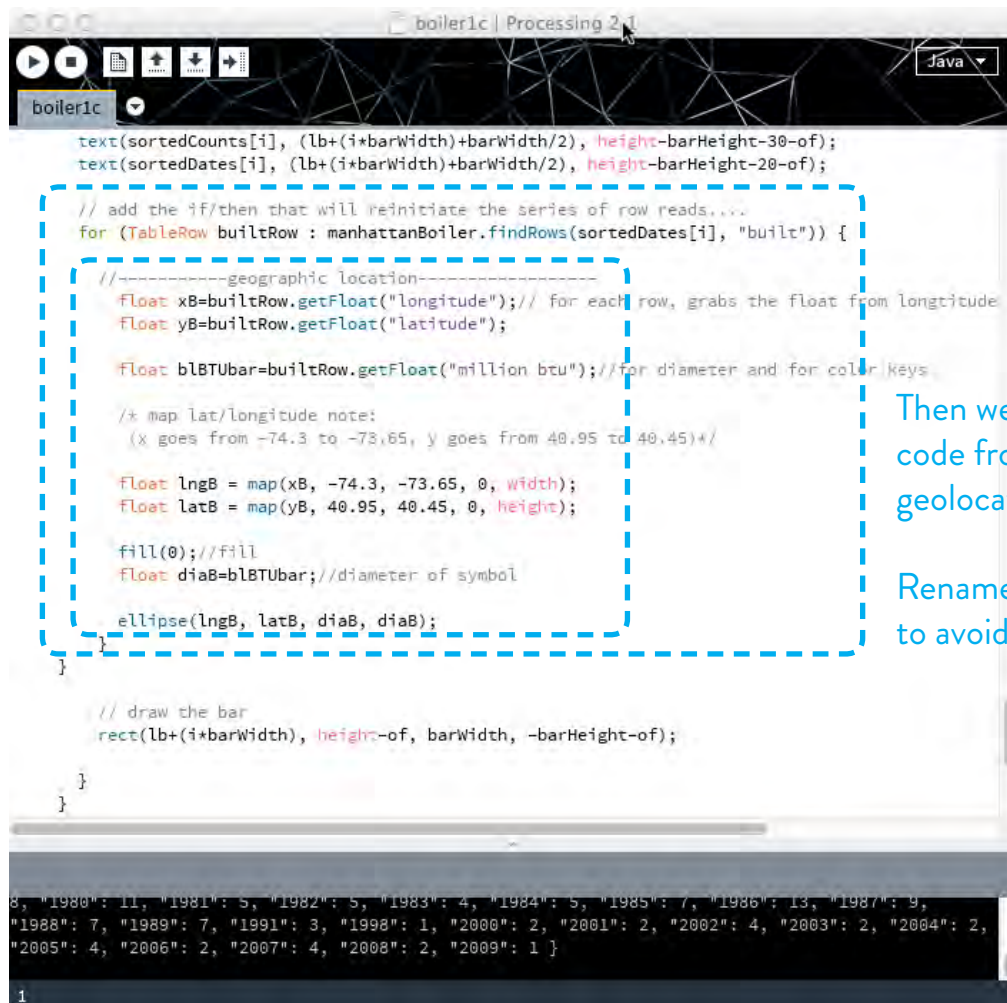 boiler1c | Processing 2.1
Java
boiler1c
text(sortedCounts[i], (lb+(i*barWidth)+barWidth/2), height-barHeight-30-of);
text(sortedDates[i], (lb+(i*barWidth)+barWidth/2), height-barHeight-20-of);
// add the if/then that will reinitiate the series of row reads....
for (TableRow builtRow : manhattanBoiler.findRows(sortedDates[i], "built")) {
//-----------geographic location------------------
float xB=builtRow.getFloat("longitude");// for each row, grabs the float from longtitude
float yB=builtRow.getFloat("latitude");
float blBTUbar=builtRow.getFloat("million btu");//for diameter and for color keys
/* map lat/longitude note:
(x goes from -74.3 to -73.65, y goes from 40.95 to 40.45)*/
float lngB = map(xB, -74.3, -73.65, 0, width);
float latB = map(yB, 40.95, 40.45, 0, height);
fill(0);//fill
float diaB=blBTUbar;//diameter of symbol
ellipse(lngB, latB, diaB, diaB);
}
}
// draw the bar
rect(lb+(i*barWidth), height-of, barWidth, -barHeight-of);
}
}
Then we
code fro
geoloca
Rename
to avoid
8, "1980": 11, "1981": 5, "1982": 5, "1983": 4, "1984": 5, "1985": 7, "1986": 13, "1987": 9,
"1988": 7, "1989": 7, "1991": 3, "1998": 1, "2000": 2, "2001": 2, "2002": 4, "2003": 2, "2004": 2,
"2005": 4, "2006": 2, "2007": 4, "2008": 2, "2009": 1 }
1